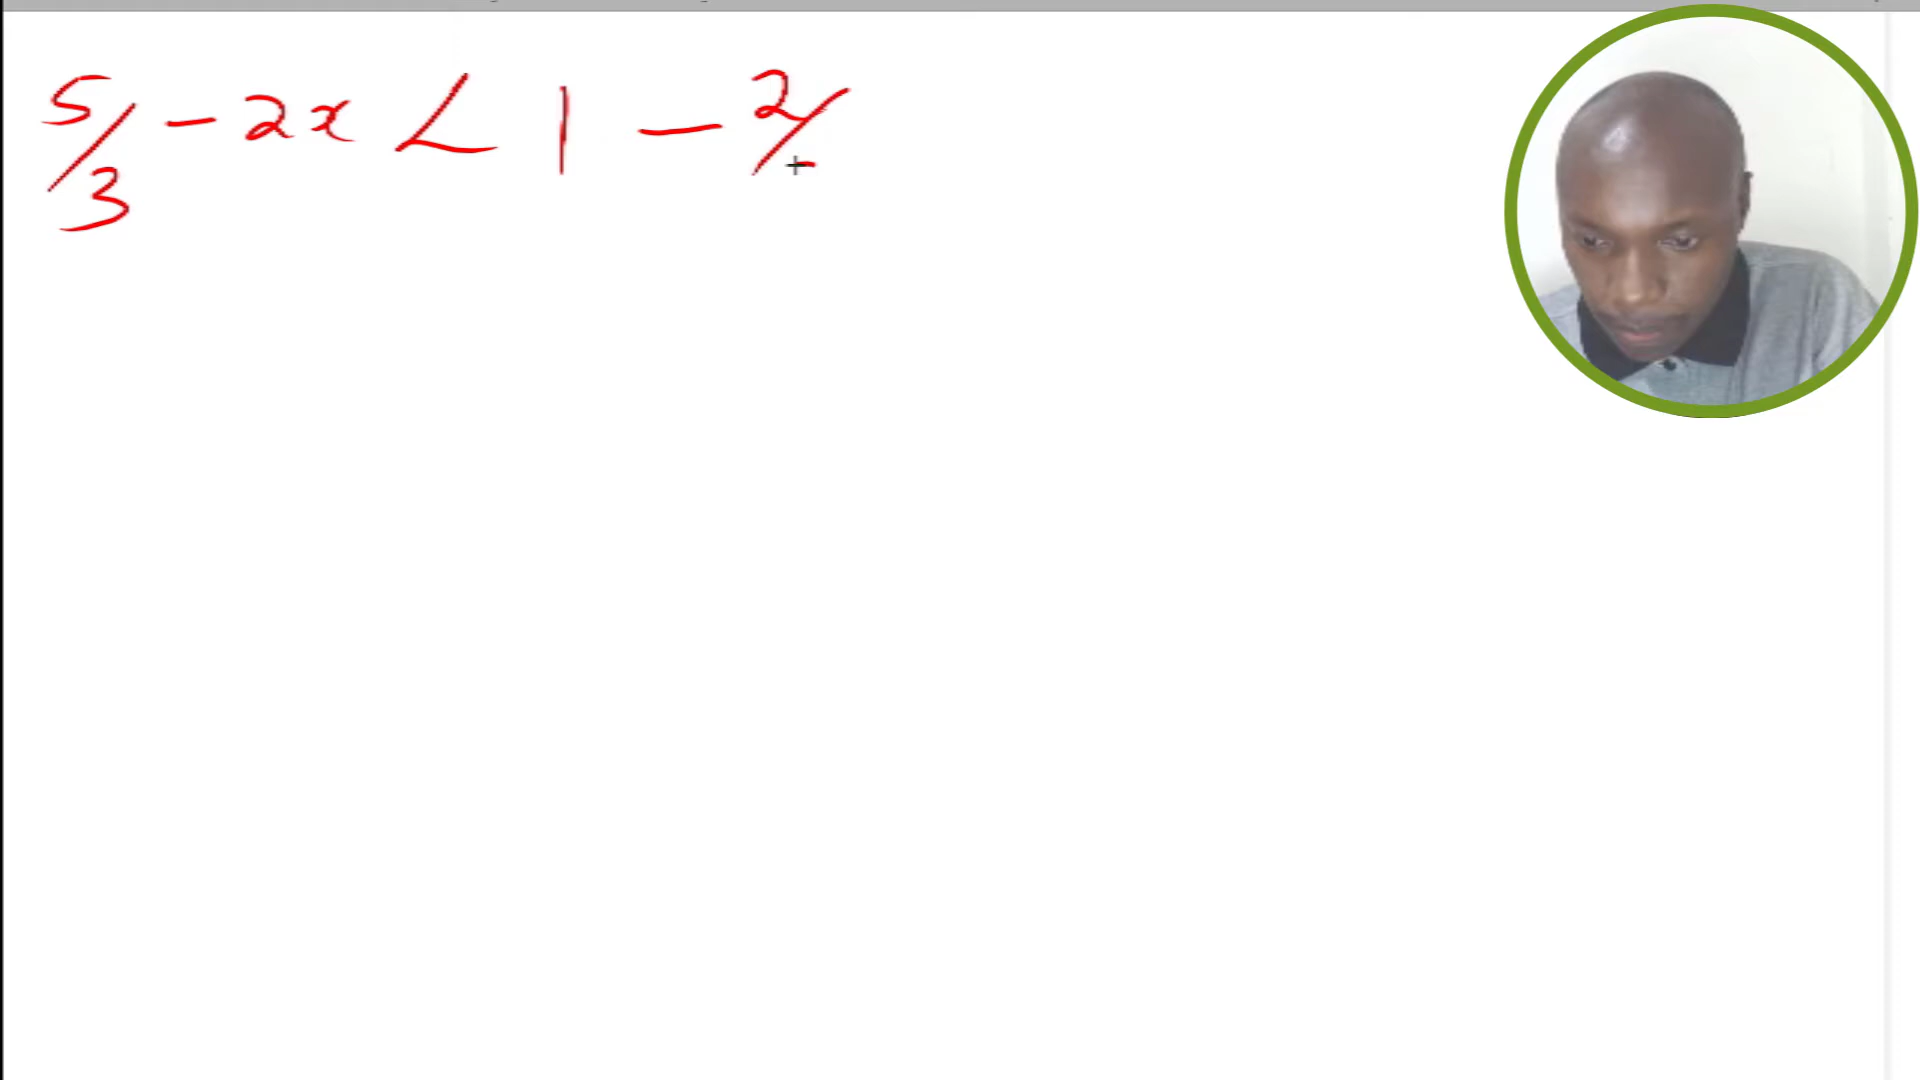 5/3 - 2x < 1 - 2/